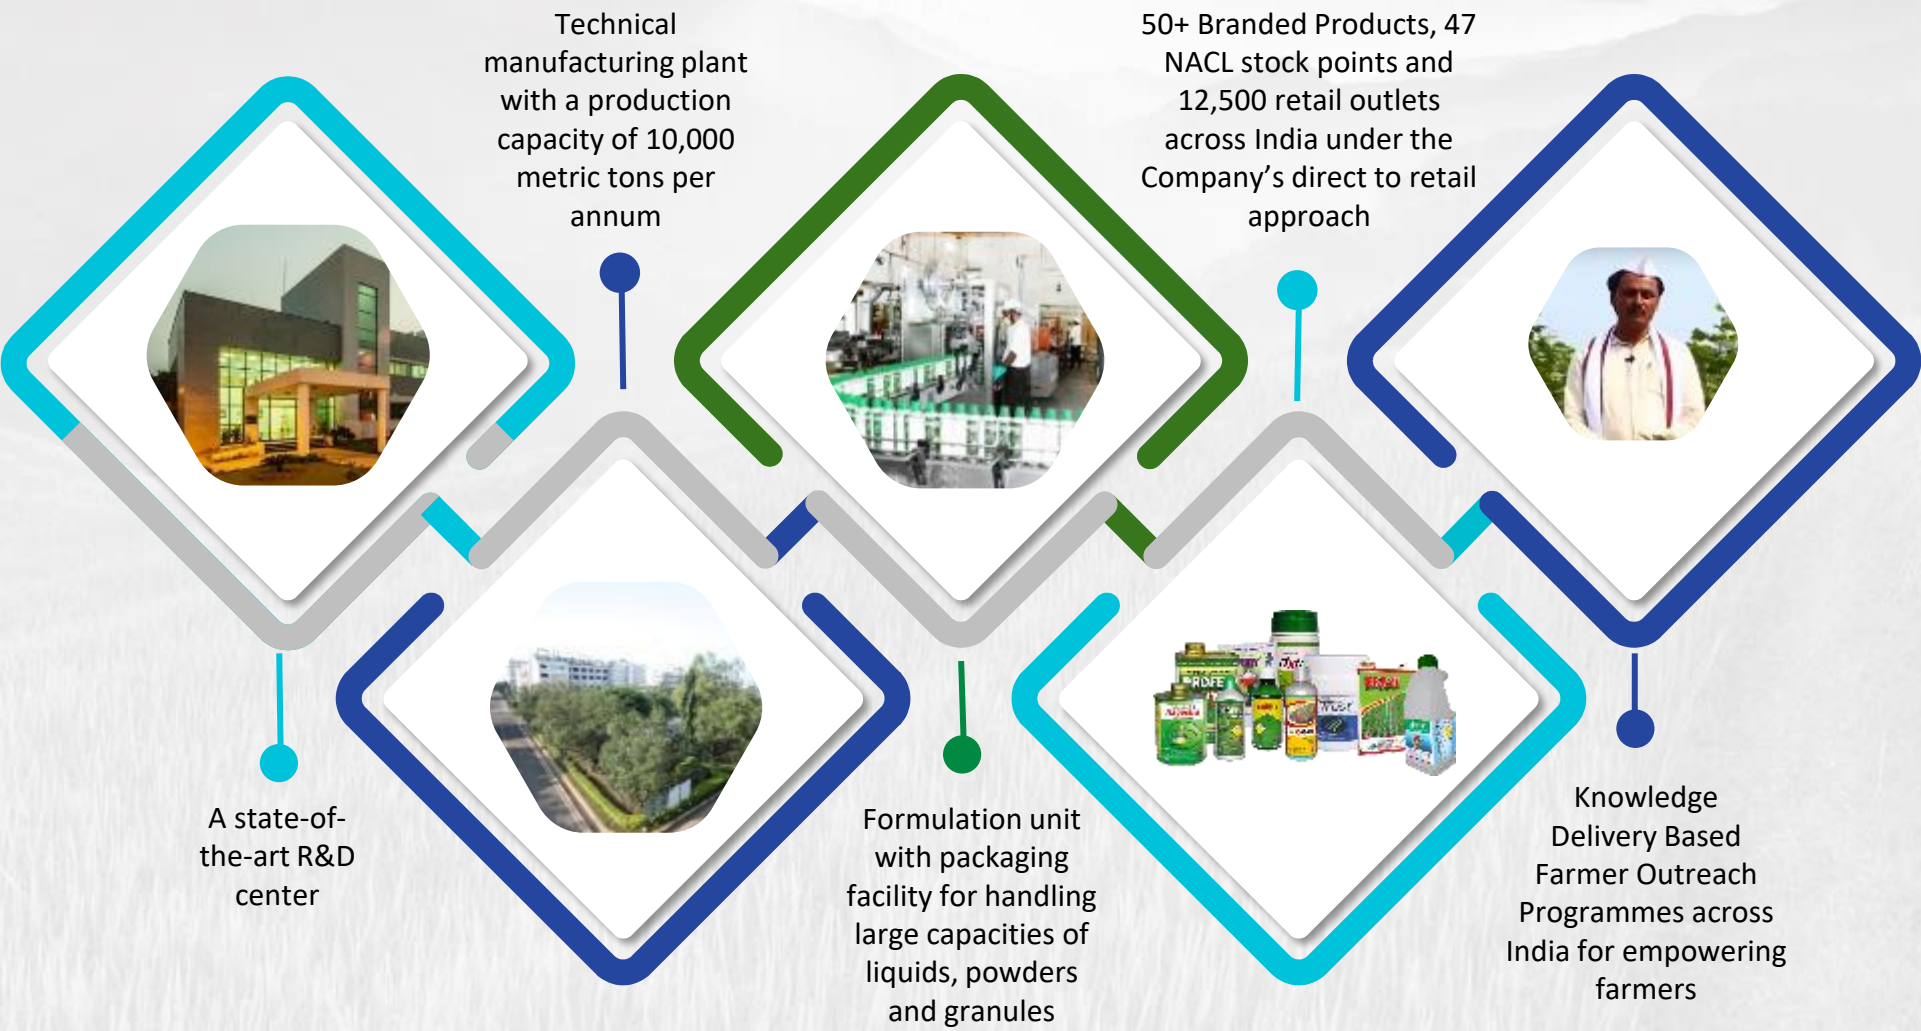 Technical
manufacturing plant
with a production
capacity of 10,000
metric tons per
annum
50+ Branded Products, 47
NACL stock points and
12,500 retail outlets
across India under the
Company’s direct to retail
approach
A state-of-
the-art R&D
center
Formulation unit
with packaging
facility for handling
large capacities of
liquids, powders
and granules
Knowledge
Delivery Based
Farmer Outreach
Programmes across
India for empowering
farmers